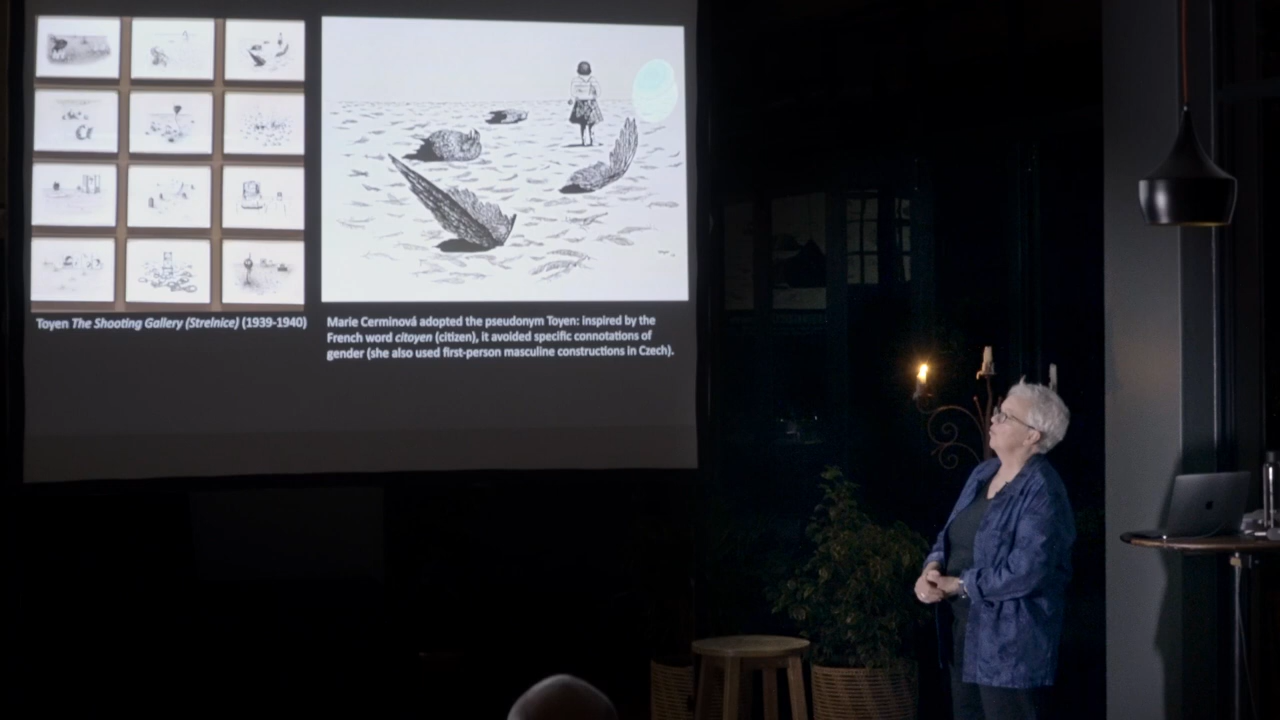 Toyen The Shooting Gallery (Strelnice) (1939-1940)
Marie Cerminová adopted the pseudonym Toyen: inspired by the
French word citoyen (citizen), it avoided specific connotations of
gender (she also used first-person masculine constructions in Czech).